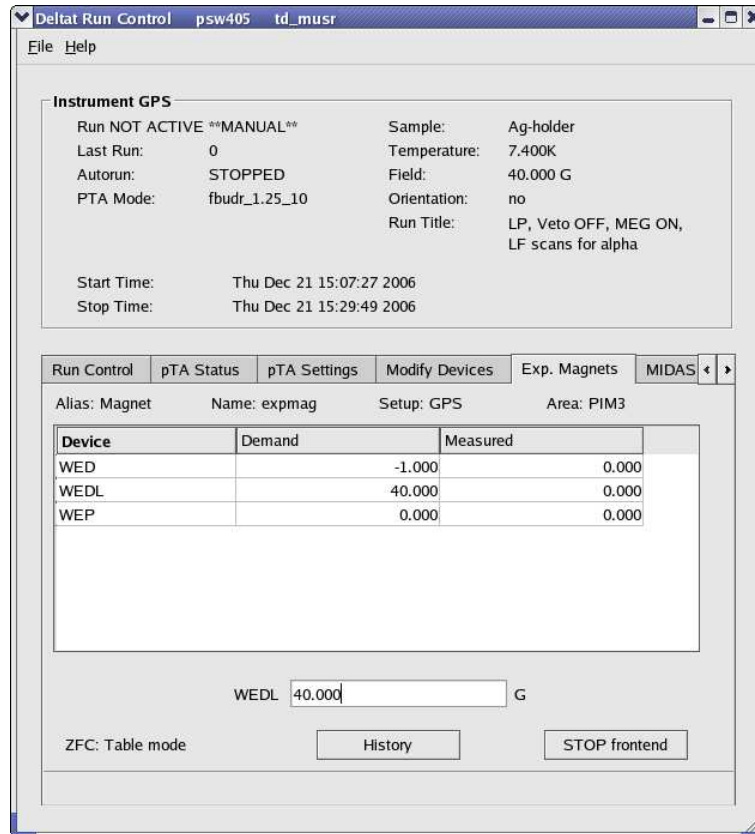 Deltat Run Control psw405 td_musr
File Help
Instrument GPS
Run NOT ACTIVE **MANUAL** Sample: Ag-holder
Last Run: 0 Temperature: 7.400K
Autorun: STOPPED Field: 40.000 G
PTA Mode: fbudr_1.25_10 Orientation: no
Run Title: LP, Veto OFF, MEG ON,
LF scans for alpha
Start Time: Thu Dec 21 15:07:27 2006
Stop Time: Thu Dec 21 15:29:49 2006
Run Control pTA Status pTA Settings Modify Devices Exp. Magnets MIDAS
Alias: Magnet Name: expmag Setup: GPS Area: PIM3
Device Demand Measured
WED -1.000 0.000
WEDL 40.000 0.000
WEP 0.000 0.000
WEDL 40.000 G
ZFC: Table mode History STOP frontend